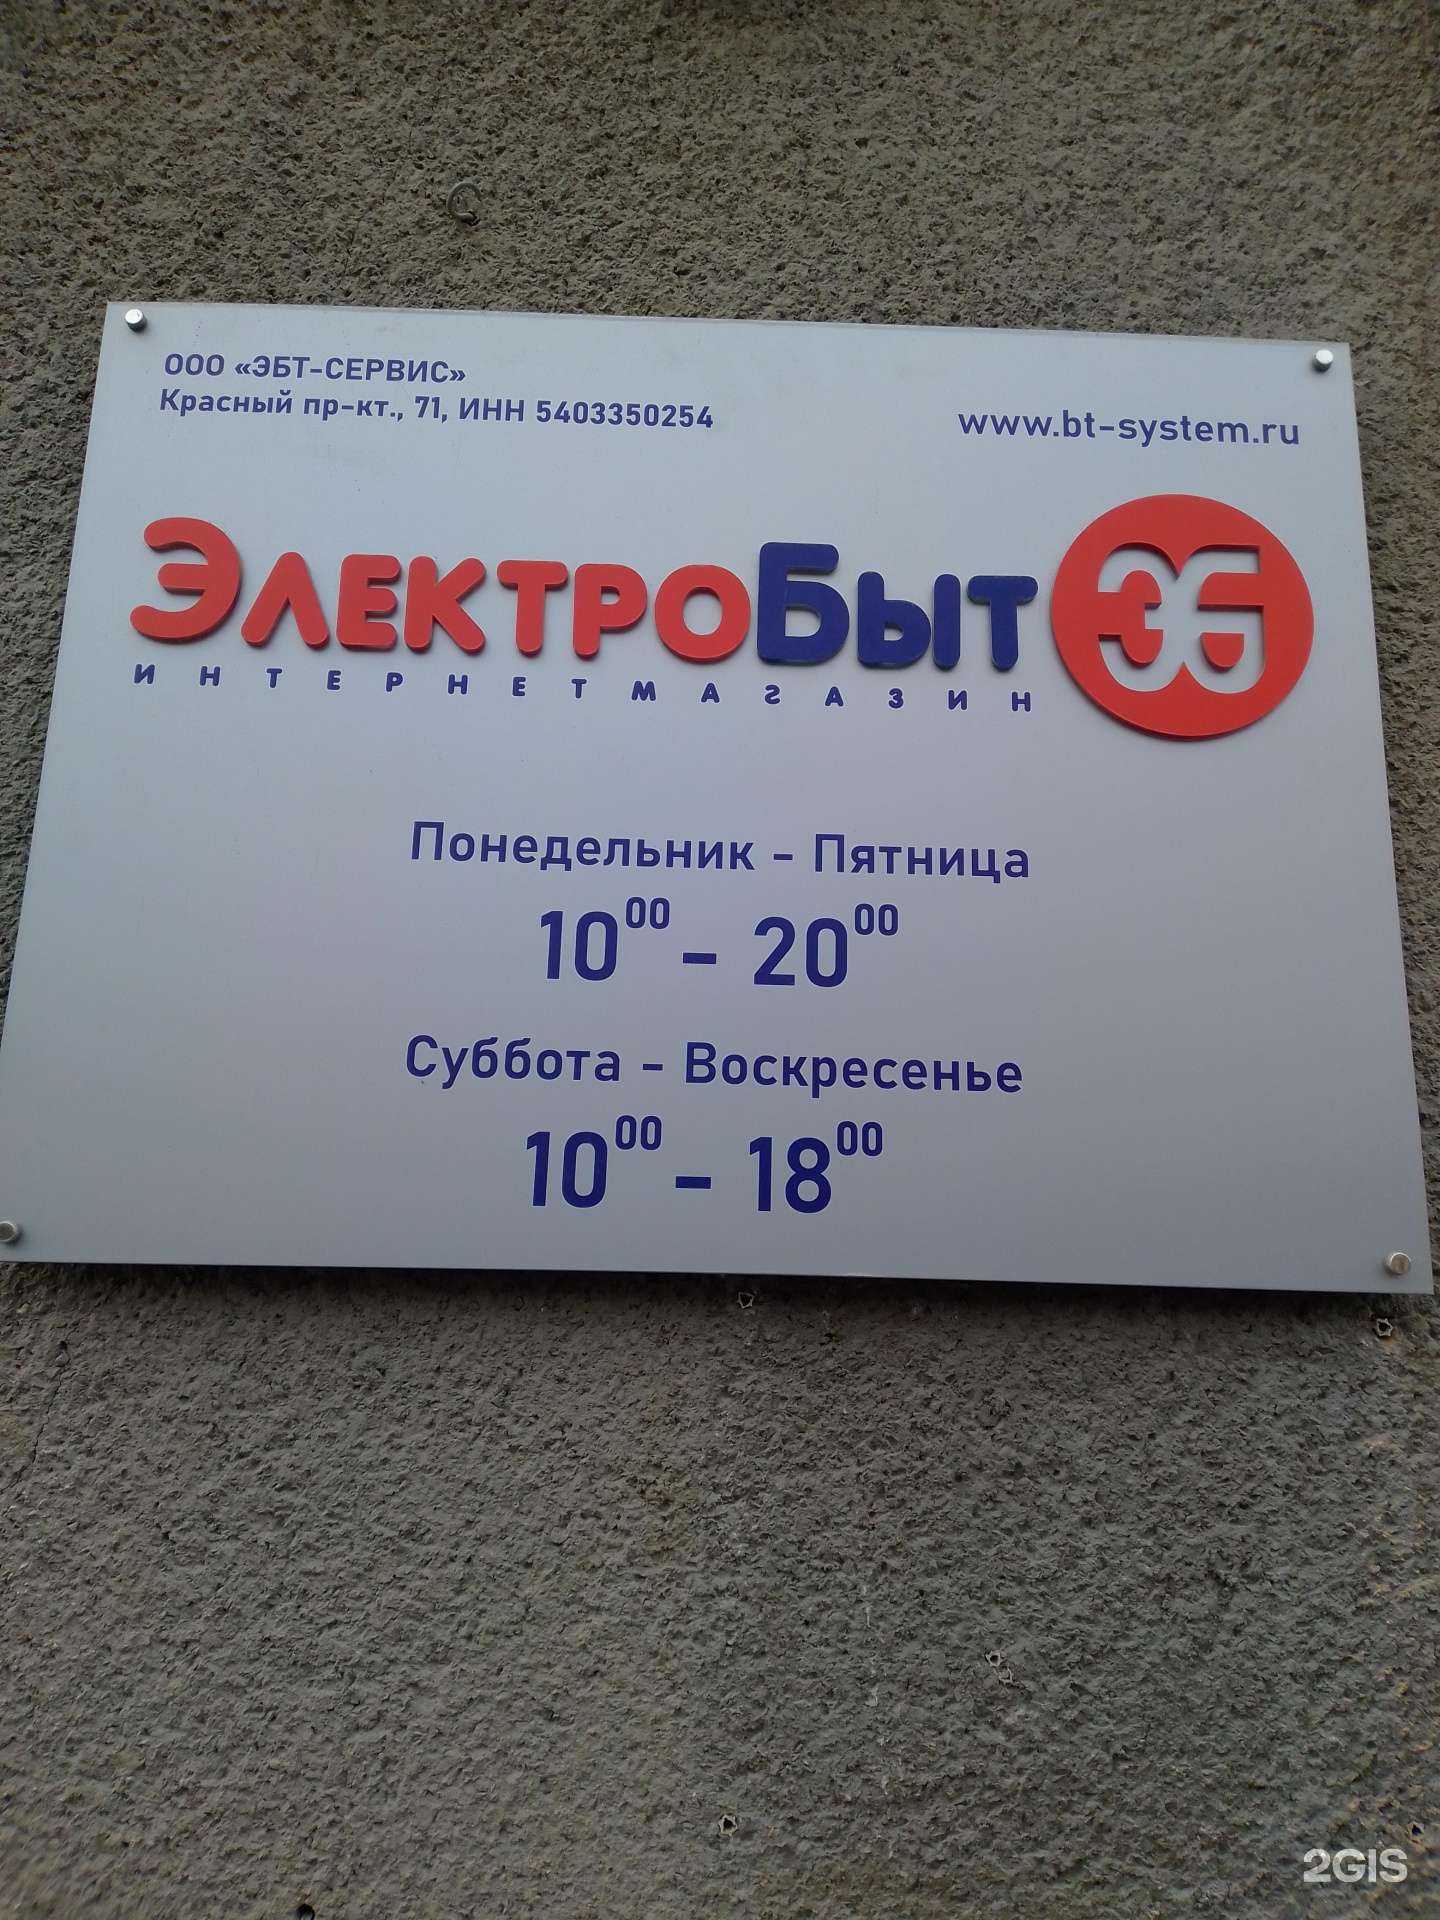 ООО «ЭБТ-СЕРВИС»
Красный пр-кт., 71, ИНН 5403350254
www.bt-system.ru
ЭЛЕКТРОБЫТ ЭБ
ИНТЕРНЕТМАГАЗИН
Понедельник - Пятница
10⁰⁰ - 20⁰⁰
Суббота - Воскресенье
10⁰⁰ - 18⁰⁰
2GIS